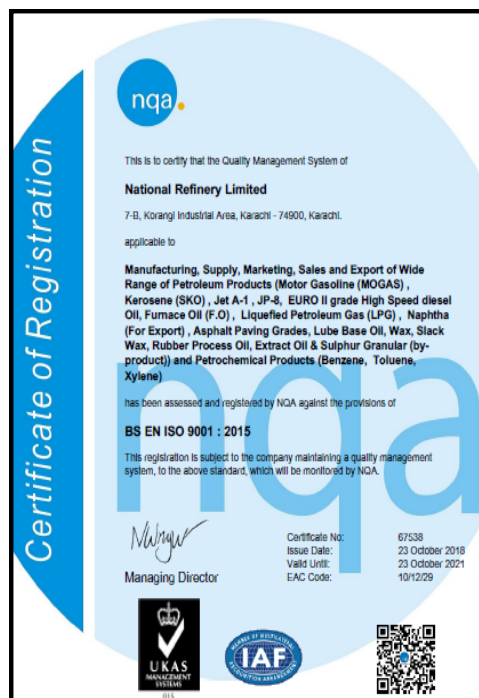 Certificate of Registration
nqa.
This is to certify that the Quality Management System of
National Refinery Limited
7-B, Korangi Industrial Area, Karachi - 74900, Karachi.
applicable to
Manufacturing, Supply, Marketing, Sales and Export of Wide
Range of Petroleum Products (Motor Gasoline (MOGAS) ,
Kerosene (SKO) , Jet A-1 , JP-8, EURO II grade High Speed diesel
Oil, Furnace Oil (F.O) , Liquefied Petroleum Gas (LPG) , Naphtha
(For Export) , Asphalt Paving Grades, Lube Base Oil, Wax, Slack
Wax, Rubber Process Oil, Extract Oil & Sulphur Granular (by-
product)) and Petrochemical Products (Benzene, Toluene,
Xylene)
has been assessed and registered by NQA against the provisions of
BS EN ISO 9001 : 2015
This registration is subject to the company maintaining a quality management
system, to the above standard, which will be monitored by NQA.
nqa
Managing Director
Certificate No: 67538
Issue Date: 23 October 2018
Valid Until: 23 October 2021
EAC Code: 10/12/29
UKAS
MANAGEMENT
SYSTEMS
015
MEMBER OF MULTILATERAL
IAF
RECOGNITION ARRANGEMENT